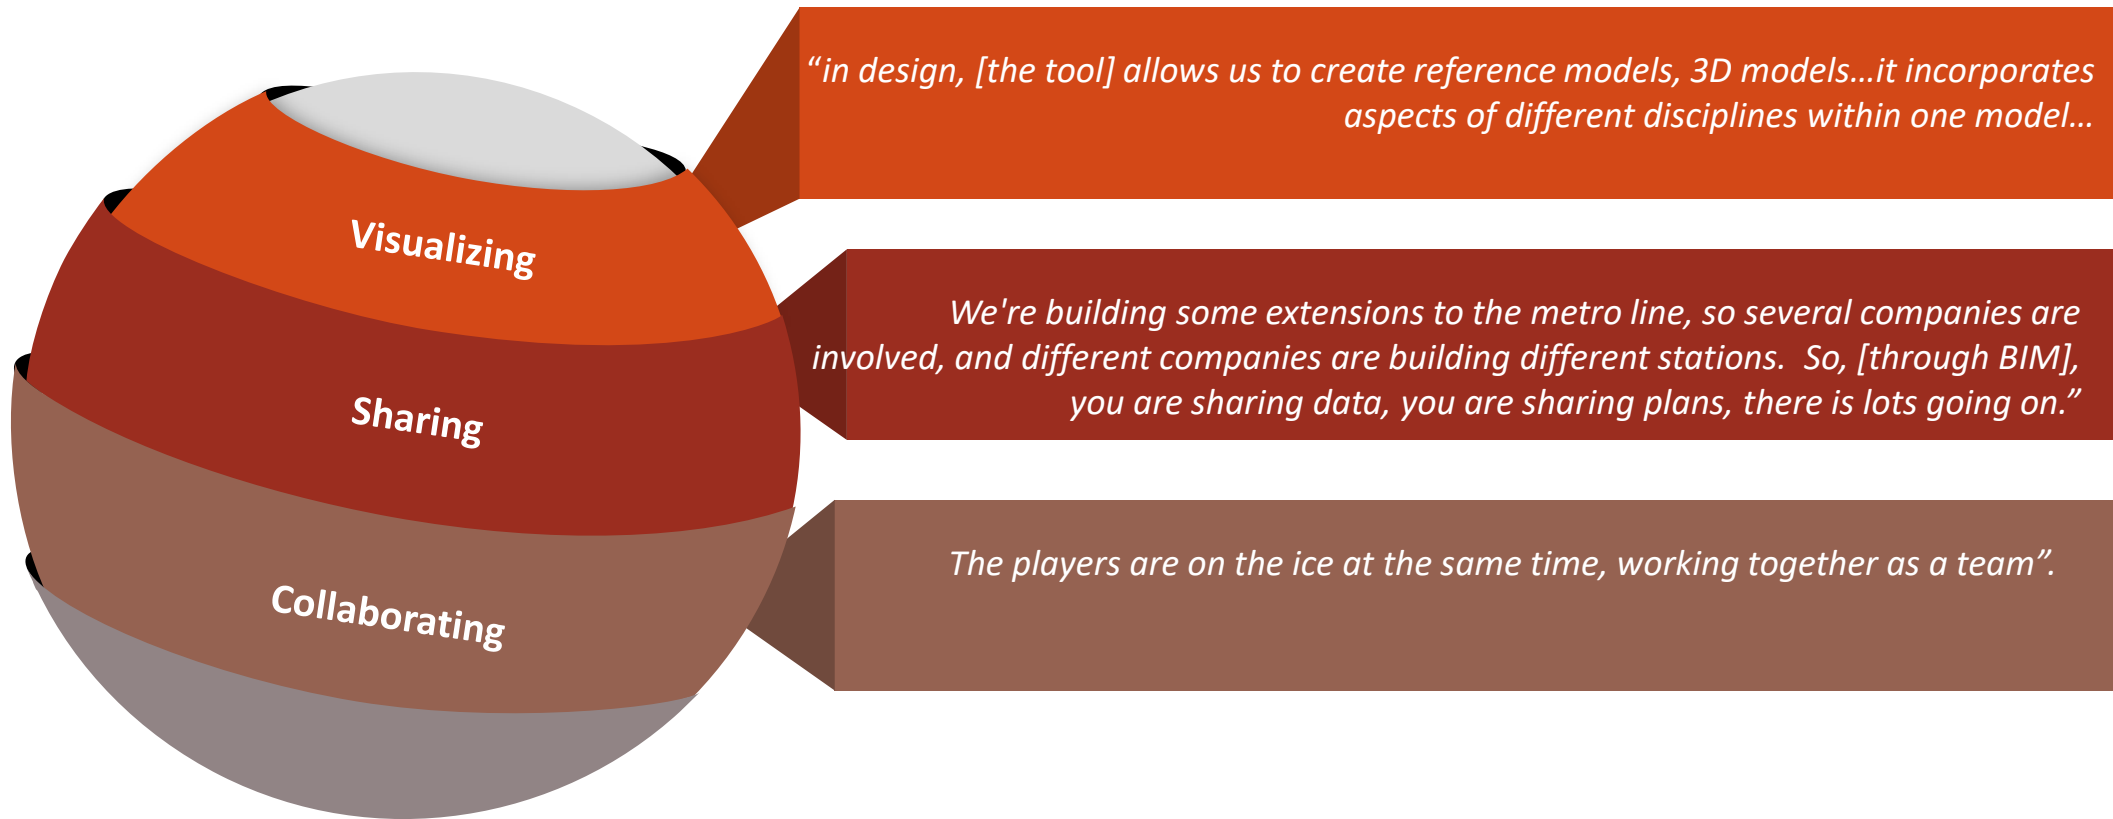 “in design, [the tool] allows us to create reference models, 3D models…it incorporates
aspects of different disciplines within one model…
Visualizing
We're building some extensions to the metro line, so several companies are
involved, and different companies are building different stations.  So, [through BIM],
you are sharing data, you are sharing plans, there is lots going on.”
Sharing
The players are on the ice at the same time, working together as a team”.
Collaborating